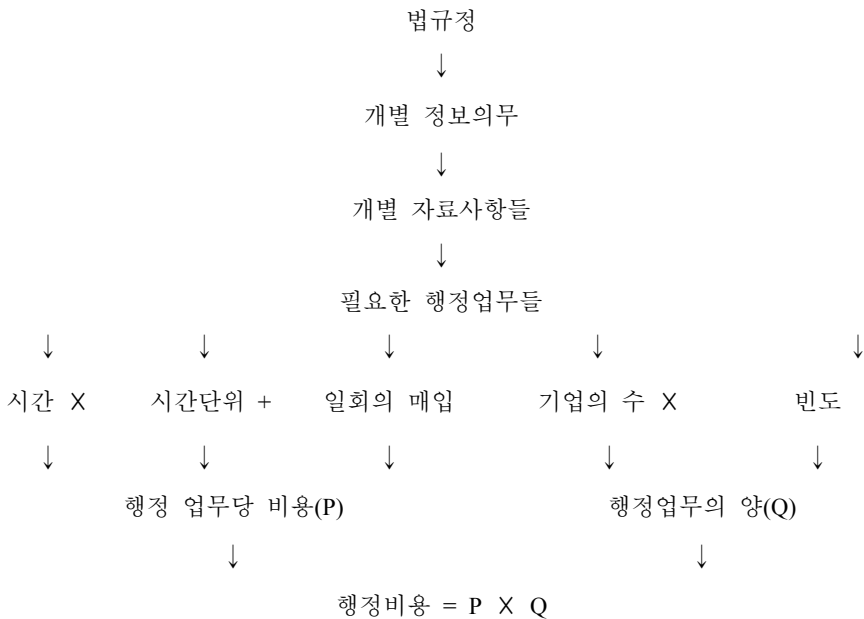 법규정
↓
개별 정보의무
↓
개별 자료사항들
↓
필요한 행정업무들
↓ ↓ ↓ ↓ ↓
시간 X 시간단위 + 일회의 매입 기업의 수 X 빈도
↓ ↓ ↓ ↓ ↓
행정 업무당 비용(P) 행정업무의 양(Q)
↓ ↓
행정비용 = P X Q